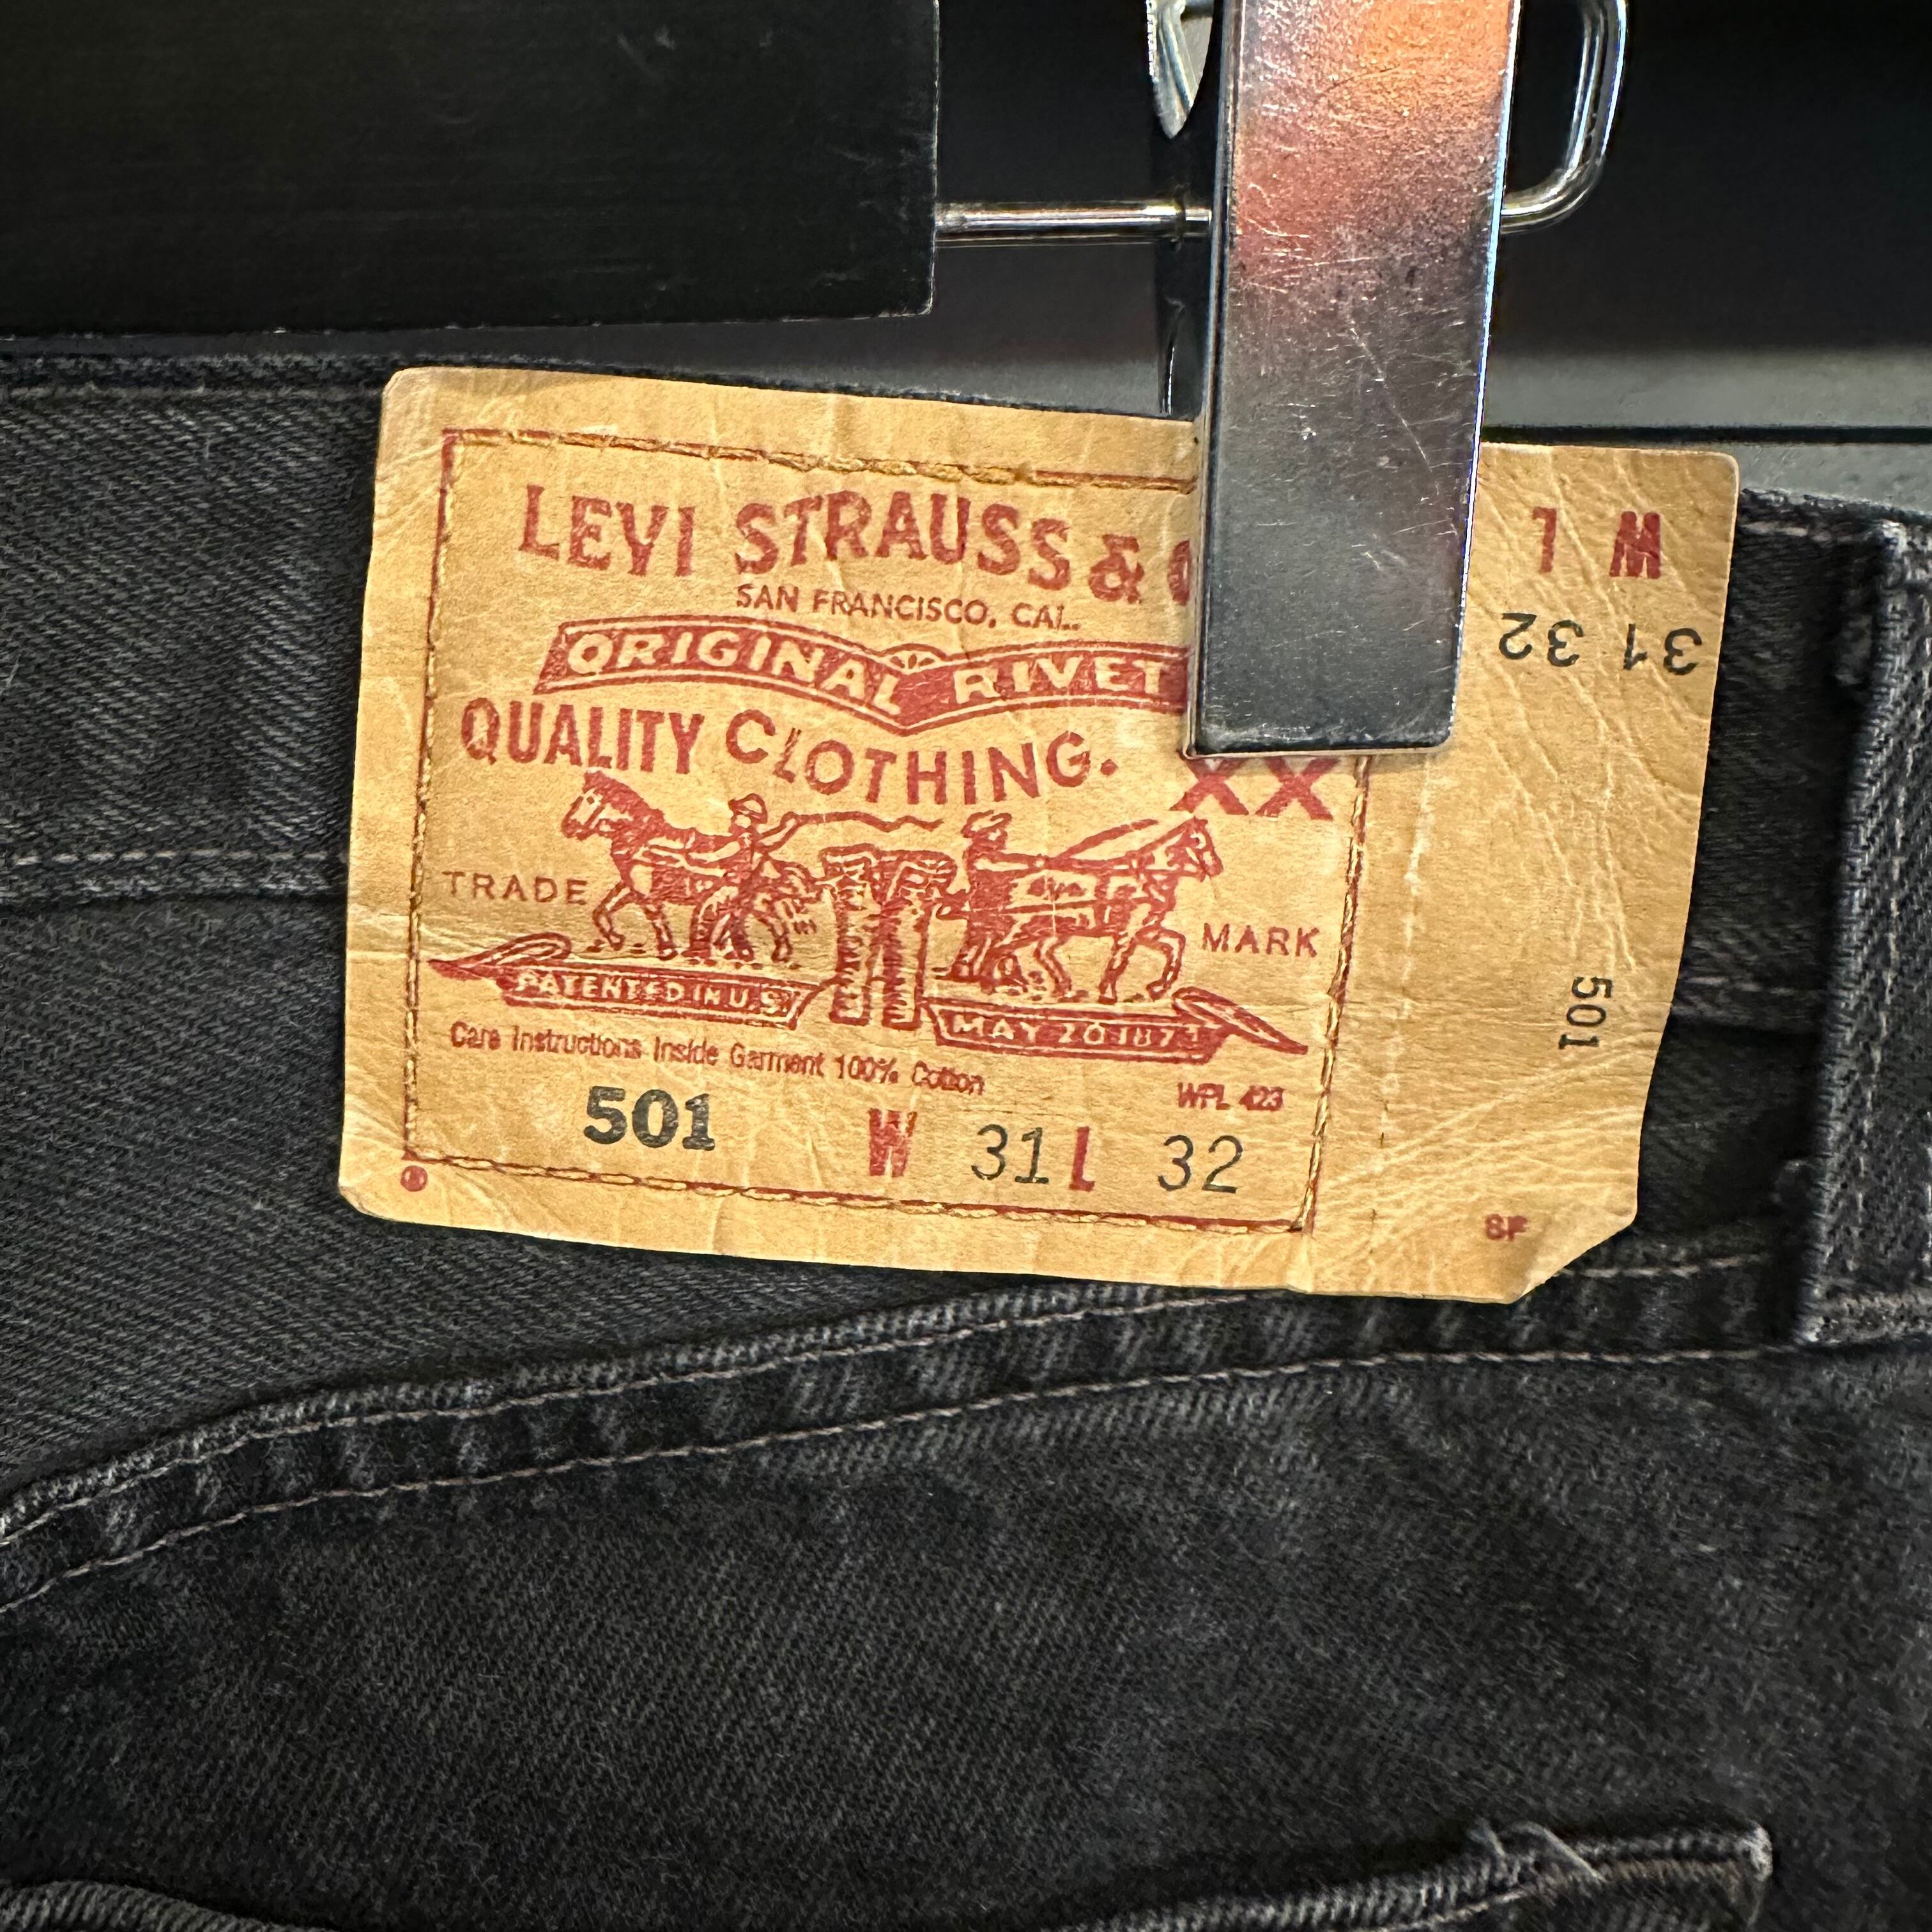 LEVI STRAUSS &
SAN FRANCISCO, CAL.
ORIGINAL RIVET
QUALITY CLOTHING.
XX
TRADE MARK
PATENTED IN U.S.
MAY 20 1873
Care Instructions Inside Garment 100% Cotton
WPL 423
501 W 31 L 32
W L
31 32
501
SF